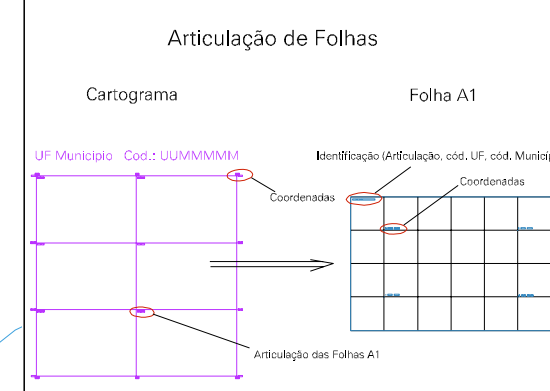 Articulação de Folhas
Cartograma
Folha A1
UF Municipio Cod.: UUMMMMM
Identificação (Articulação, cód. UF, cód. Municíp
Coordenadas
Coordenadas
Articulação das Folhas A1